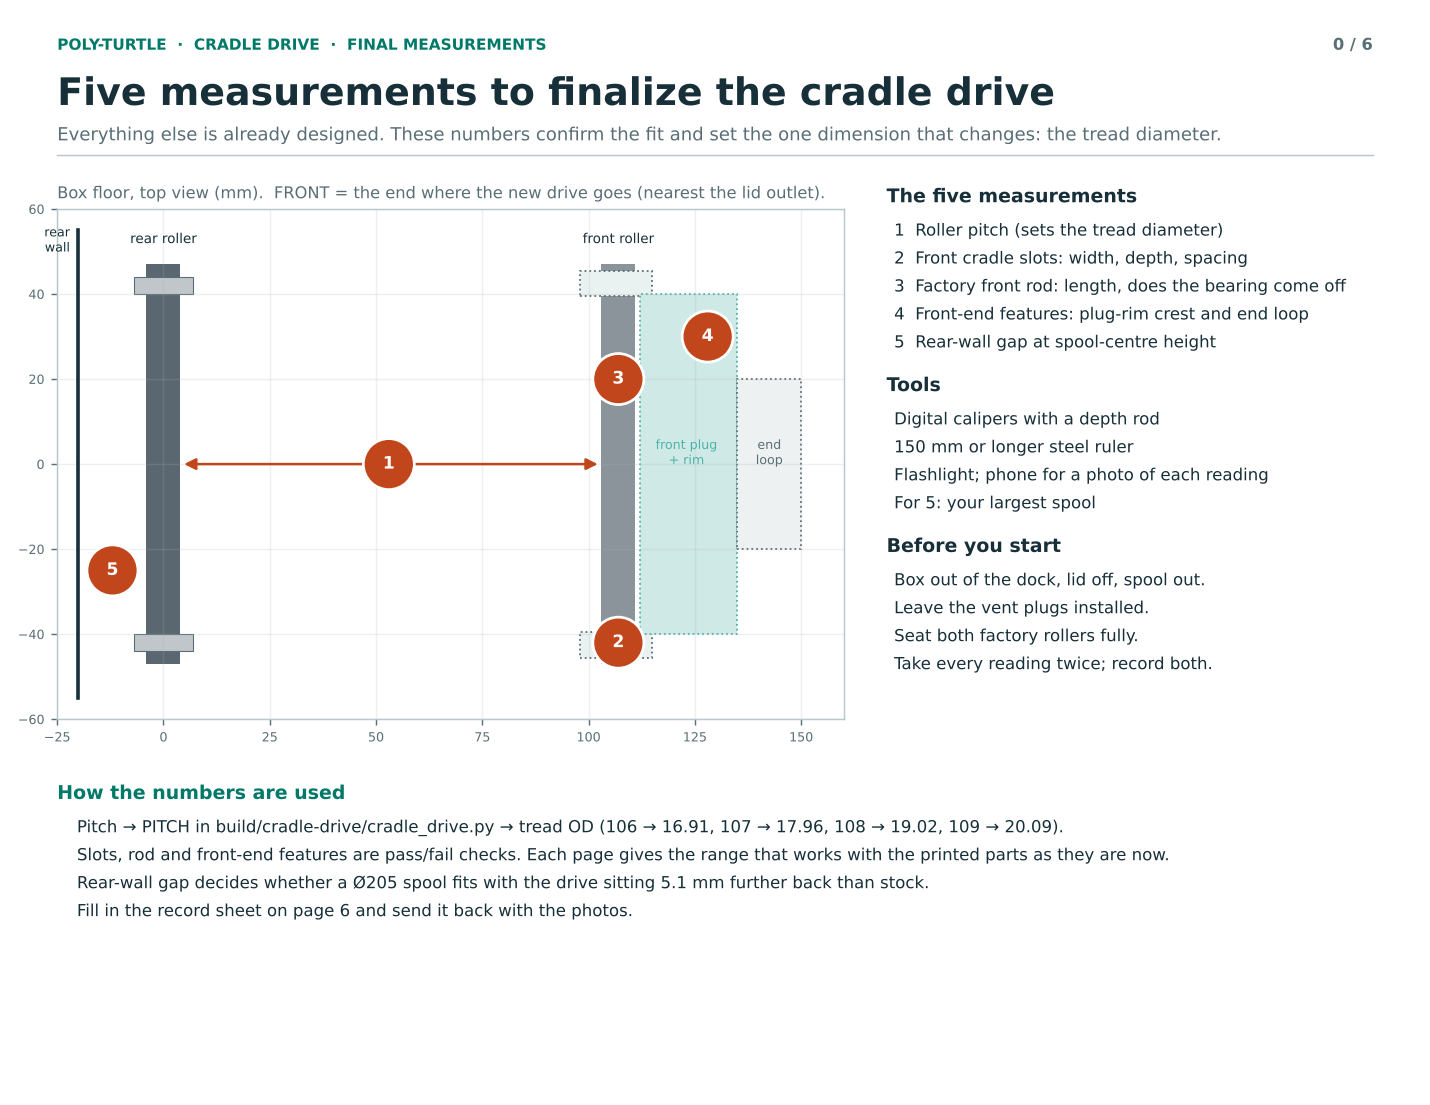 POLY-TURTLE · CRADLE DRIVE · FINAL MEASUREMENTS
0 / 6
Five measurements to finalize the cradle drive
Everything else is already designed. These numbers confirm the fit and set the one dimension that changes: the tread diameter.
Box floor, top view (mm). FRONT = the end where the new drive goes (nearest the lid outlet).
60
40
20
0
−20
−40
−60
−25
0
25
50
75
100
125
150
rear
wall
rear roller
front roller
4
3
front plug
+ rim
end
loop
1
5
2
The five measurements
1 Roller pitch (sets the tread diameter)
2 Front cradle slots: width, depth, spacing
3 Factory front rod: length, does the bearing come off
4 Front-end features: plug-rim crest and end loop
5 Rear-wall gap at spool-centre height
Tools
Digital calipers with a depth rod
150 mm or longer steel ruler
Flashlight; phone for a photo of each reading
For 5: your largest spool
Before you start
Box out of the dock, lid off, spool out.
Leave the vent plugs installed.
Seat both factory rollers fully.
Take every reading twice; record both.
How the numbers are used
Pitch → PITCH in build/cradle-drive/cradle_drive.py → tread OD (106 → 16.91, 107 → 17.96, 108 → 19.02, 109 → 20.09).
Slots, rod and front-end features are pass/fail checks. Each page gives the range that works with the printed parts as they are now.
Rear-wall gap decides whether a Ø205 spool fits with the drive sitting 5.1 mm further back than stock.
Fill in the record sheet on page 6 and send it back with the photos.